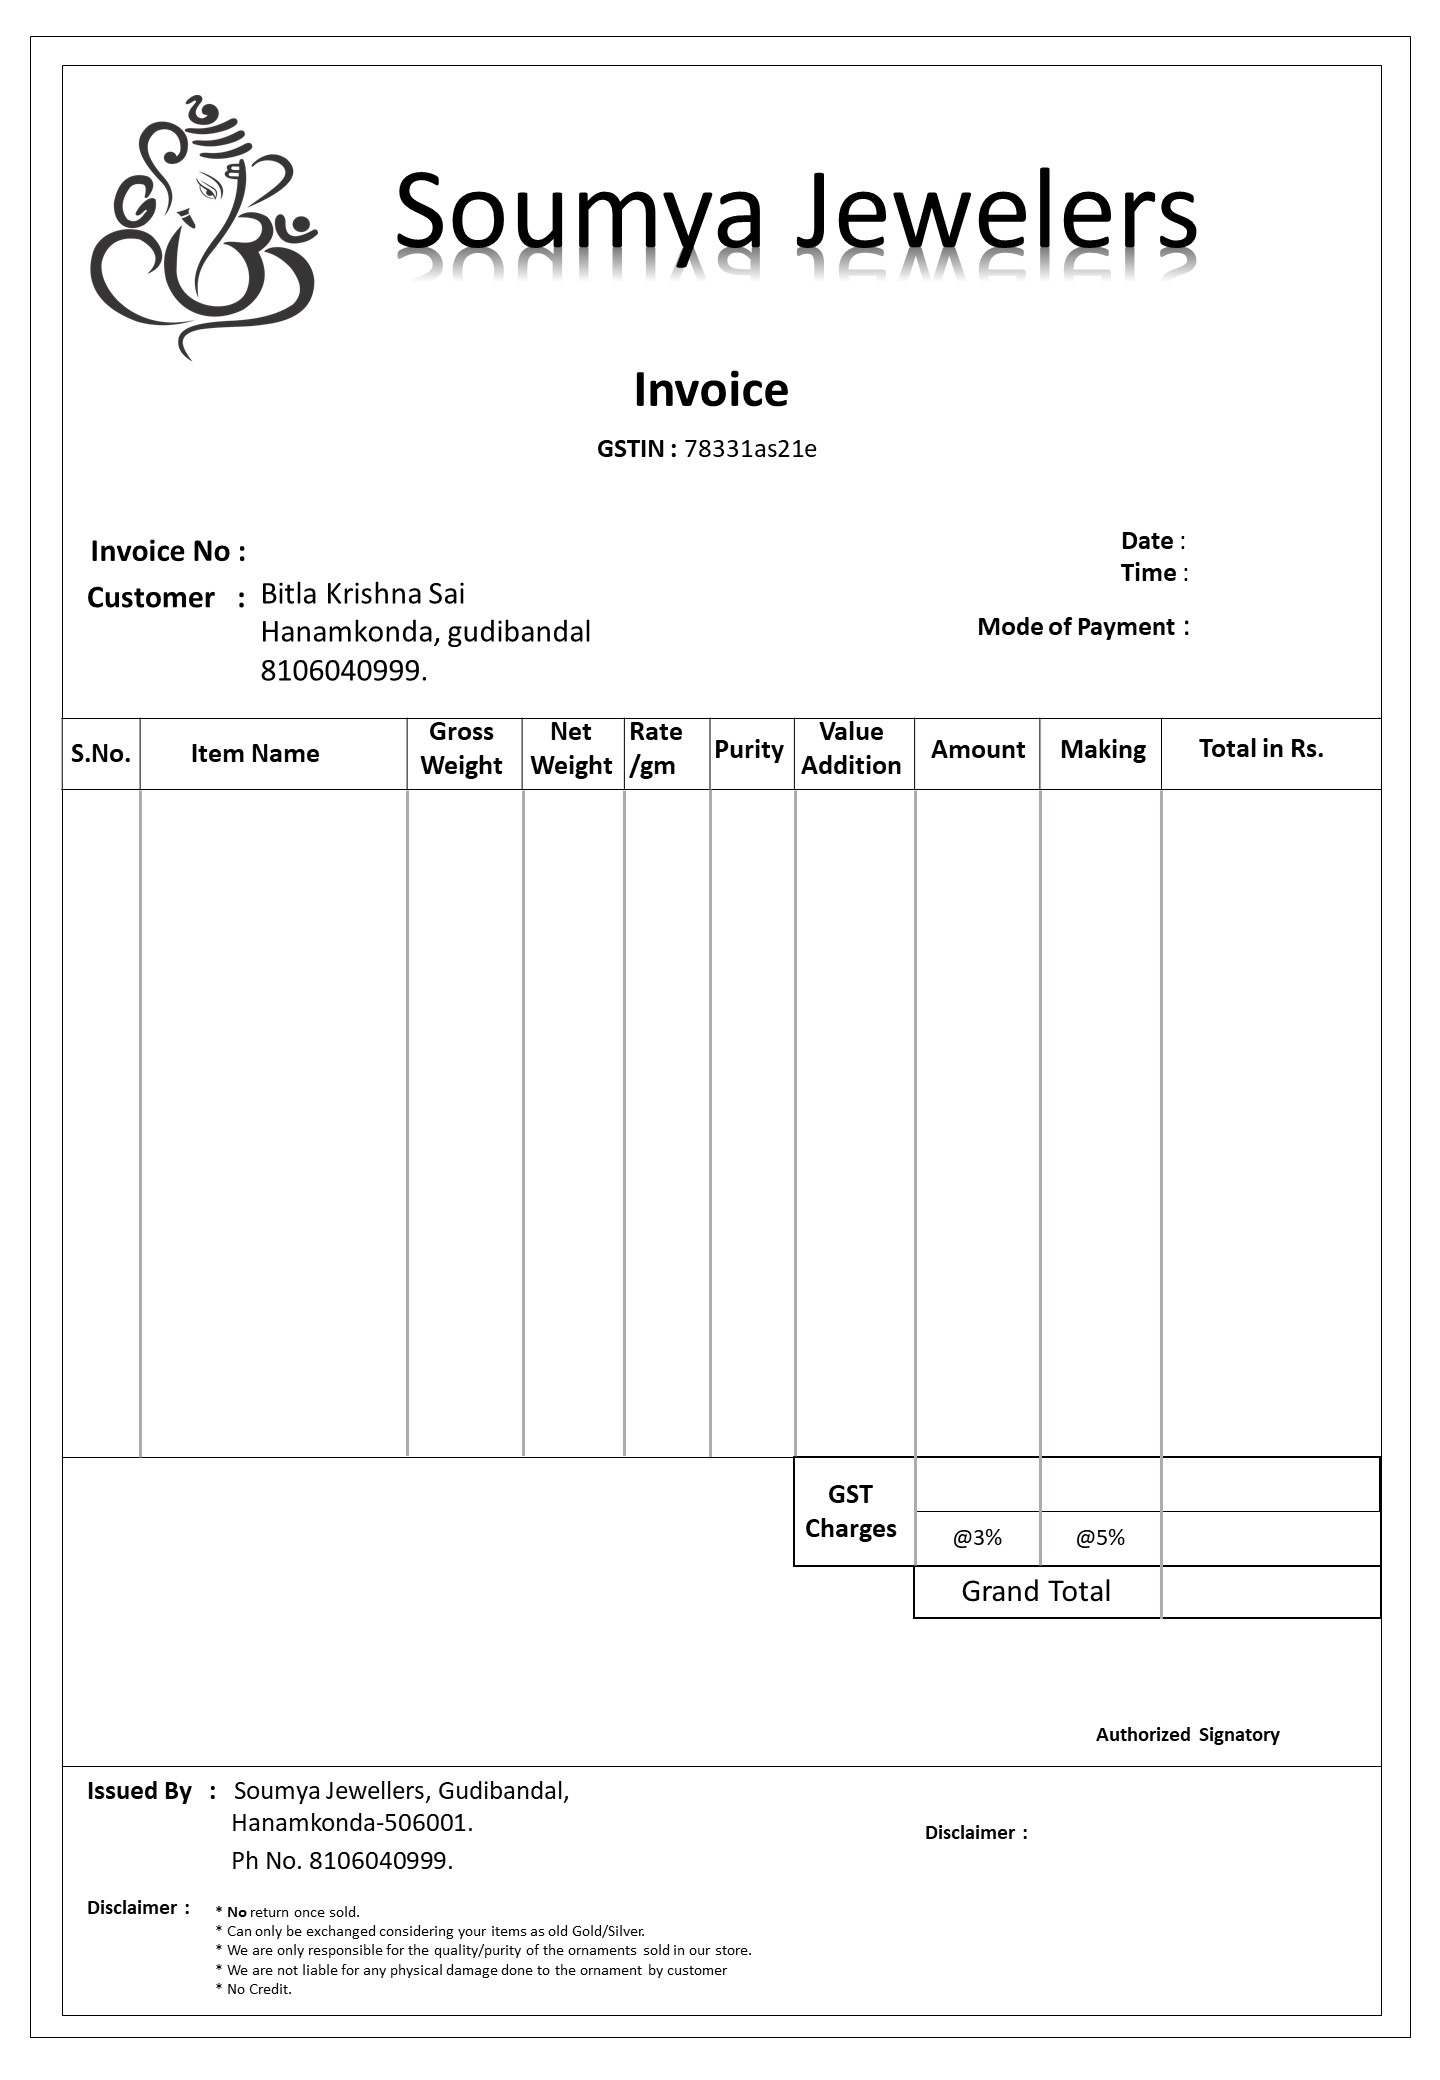 Soumya Jewelers
Invoice
GSTIN : 78331as21e
Invoice No :
Date :
Time :
Customer : Bitla Krishna Sai
Hanamkonda, gudibandal
8106040999.
Mode of Payment :
S.No. Item Name Gross Weight Net Weight Rate /gm Purity Value Addition Amount Making Total in Rs.
GST
Charges
@3% @5%
Grand Total
Authorized Signatory
Issued By : Soumya Jewellers, Gudibandal,
Hanamkonda-506001.
Ph No. 8106040999.
Disclaimer :
Disclaimer : * No return once sold.
* Can only be exchanged considering your items as old Gold/Silver.
* We are only responsible for the quality/purity of the ornaments sold in our store.
* We are not liable for any physical damage done to the ornament by customer
* No Credit.